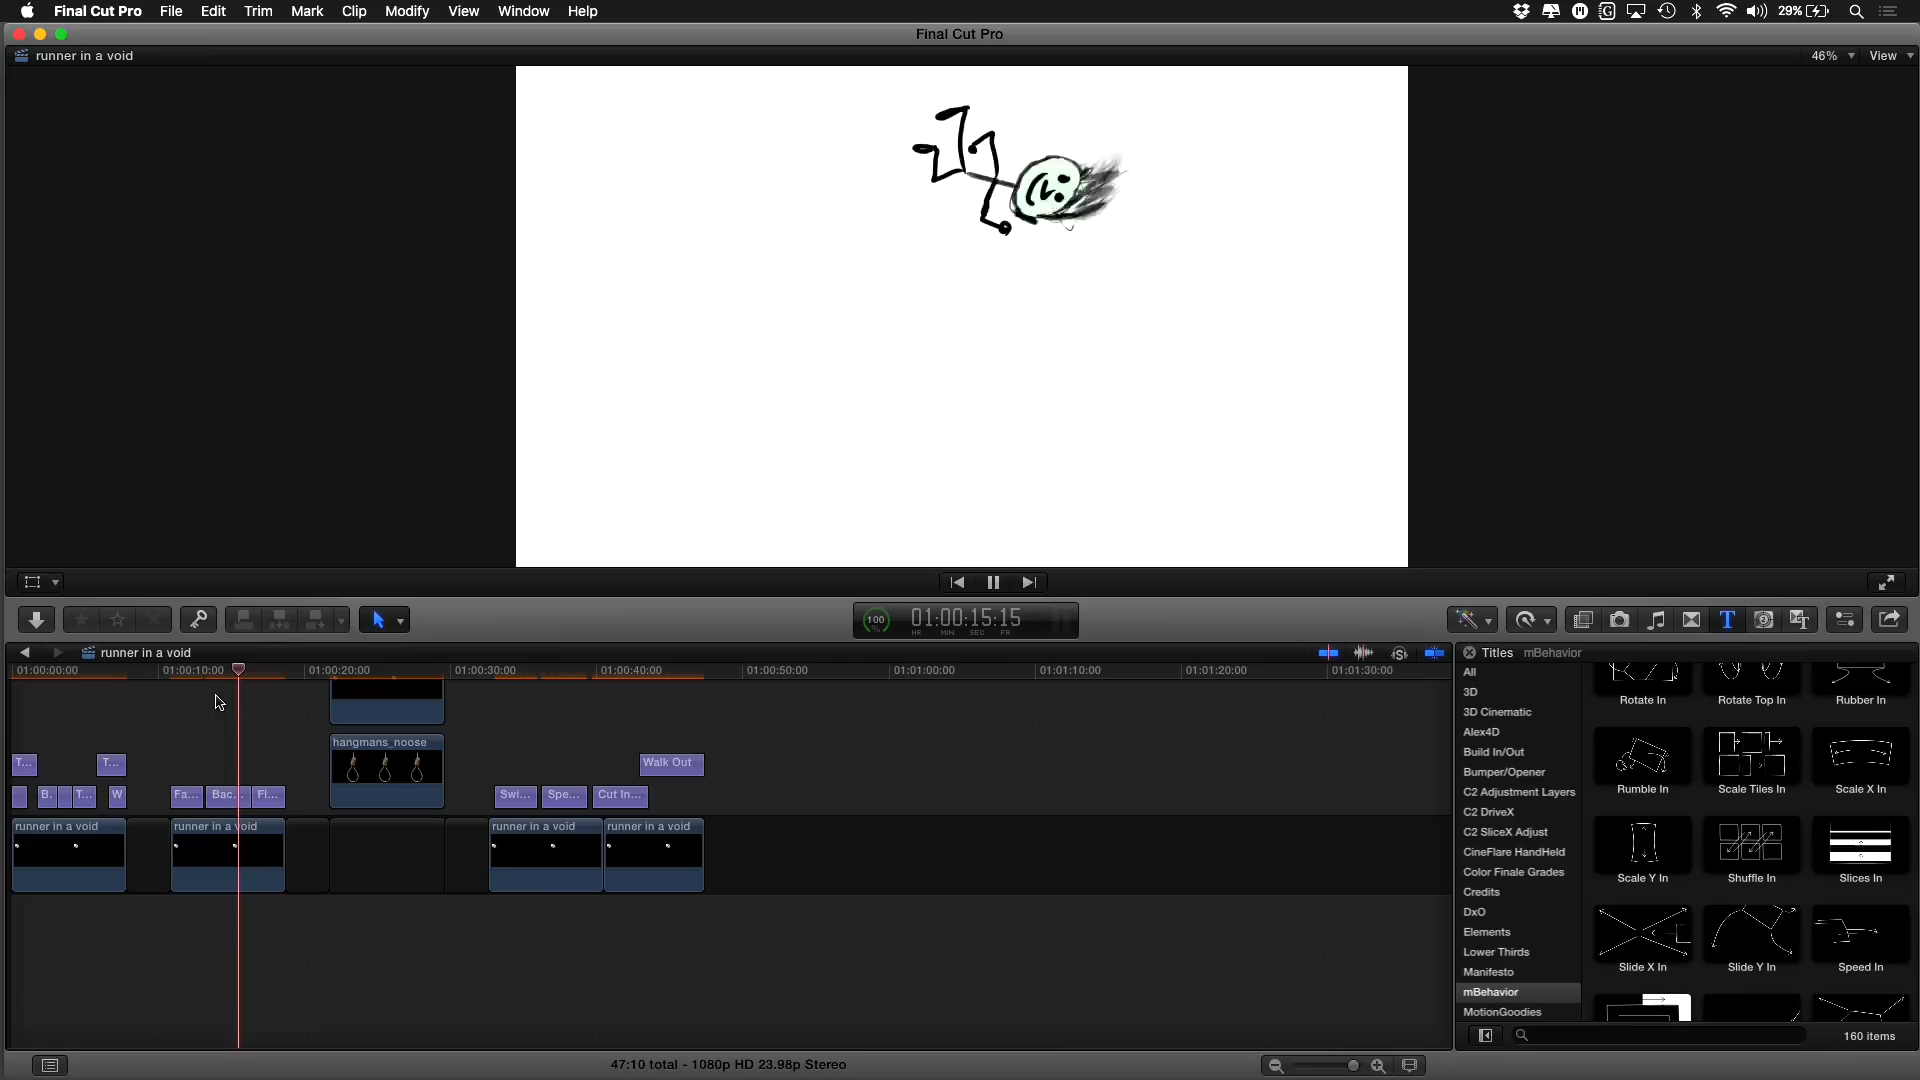 Final Cut Pro File Edit Trim Mark Clip Modify View Window Help 29%
Final Cut Pro
runner in a void 46% View
100 % 01:00:15:15
HR MIN SEC FR
runner in a void Titles mBehavior
01:00:00:00 01:00:10:00 01:00:20:00 01:00:30:00 01:00:40:00 01:00:50:00 01:01:00:00 01:01:10:00 01:01:20:00 01:01:30:00
hangmans_noose
T... T... Walk Out
B. T... W Fa... Bac... Fl... Swi... Spe... Cut In...
runner in a void runner in a void runner in a void runner in a void
All
3D
3D Cinematic
Alex4D
Build In/Out
Bumper/Opener
C2 Adjustment Layers
C2 DriveX
C2 SliceX Adjust
CineFlare HandHeld
Color Finale Grades
Credits
DxO
Elements
Lower Thirds
Manifesto
mBehavior
MotionGoodies
Rotate In Rotate Top In Rubber In
Rumble In Scale Tiles In Scale X In
Scale Y In Shuffle In Slices In
Slide X In Slide Y In Speed In
160 items
47:10 total - 1080p HD 23.98p Stereo